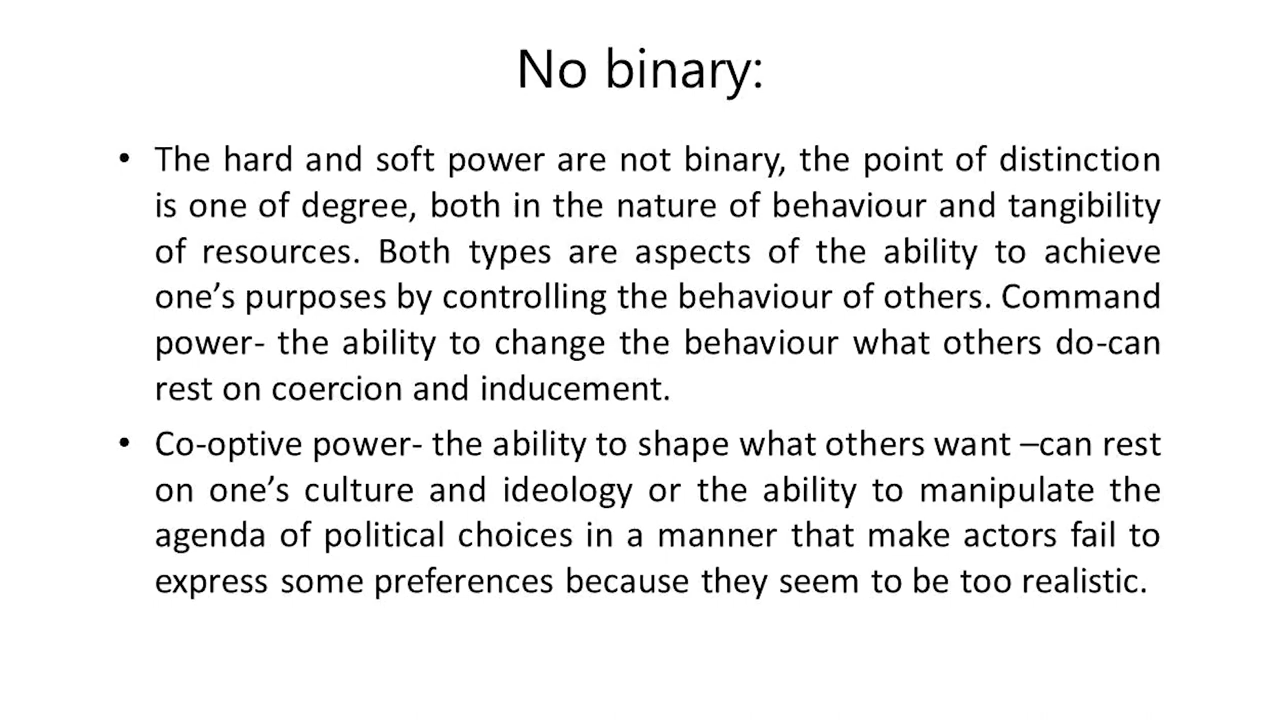 No binary:
• The hard and soft power are not binary, the point of distinction
is one of degree, both in the nature of behaviour and tangibility
of resources. Both types are aspects of the ability to achieve
one’s purposes by controlling the behaviour of others. Command
power- the ability to change the behaviour what others do-can
rest on coercion and inducement.
• Co-optive power- the ability to shape what others want –can rest
on one’s culture and ideology or the ability to manipulate the
agenda of political choices in a manner that make actors fail to
express some preferences because they seem to be too realistic.